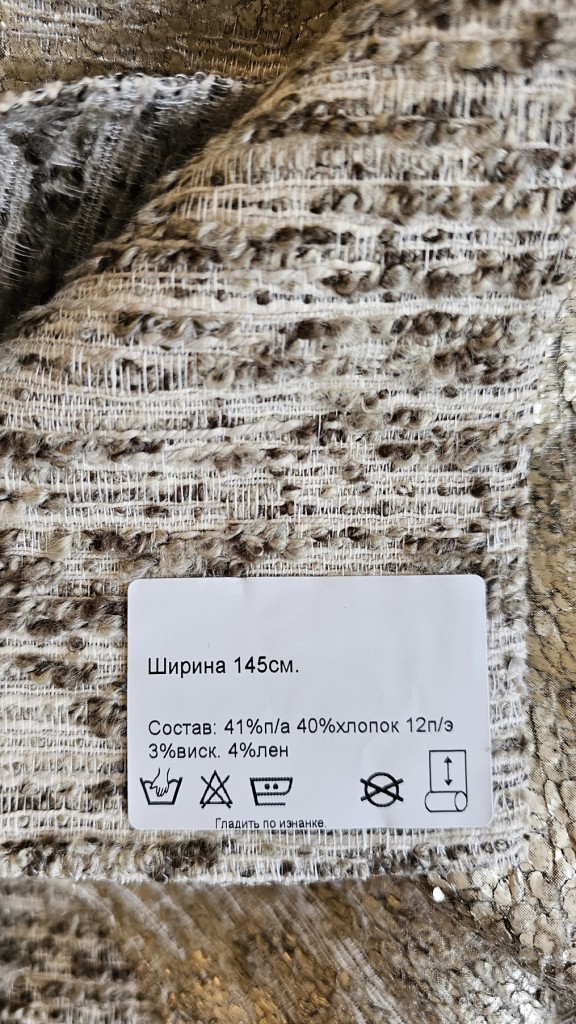 Ширина 145см.
Состав: 41%п/а 40%хлопок 12п/э
3%виск. 4%лен
Гладить по изнанке.